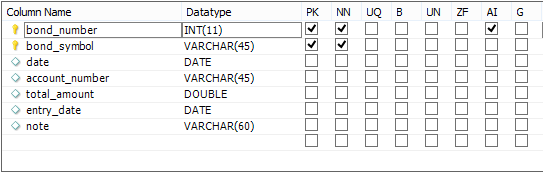 Column Name Datatype PK NN UQ B UN ZF AI G
bond_number INT(11)
bond_symbol VARCHAR(45)
date DATE
account_number VARCHAR(45)
total_amount DOUBLE
entry_date DATE
note VARCHAR(60)